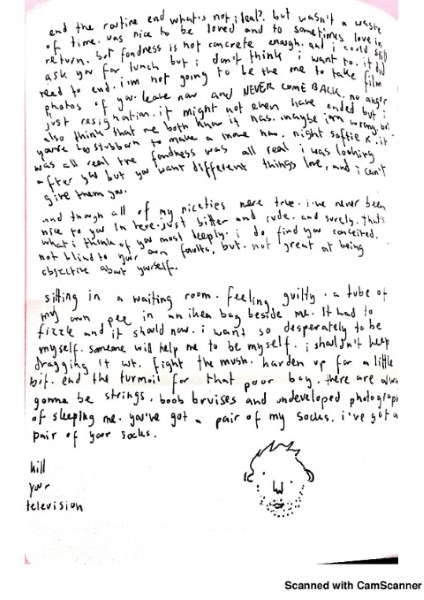 end the routine end what's not ideal?. but wasn't a waste
of time. was nice to be loved and to sometimes love in
return. but fondness is not concrete enough. and i could still
ask you for lunch but i don't think i want to. it did
need to end. i'm not going to be the one to take film
photos of you. leave now and NEVER COME BACK. no anger
just resignation. it might not even have ended but i
also think that we both know it has. maybe i'm wrong. or
you're too stubborn to make a move now. night softie x. it
was all real the fondness was all real i was looking
after you but you want different things love, and i can't
give them you.
and though all of my niceties were true. i've never been
nice to you in here. just bitter and rude. and surely. that's
what i think of you most deeply. i do find you conceited.
not blind to your own faults, but. not great at being
objective about yourself.
sitting in a waiting room. feeling guilty. a tube of
my own pee in an ikea bag beside me. it had to
fizzle and it should now. i want so desperately to be
myself. someone will help me to be myself. i shouldn't keep
dragging it out. fight the mush. harden up for a little
bit. end the turmoil for that poor boy. there are always
gonna be strings. boob bruises and undeveloped photographs
of sleeping me. you've got a pair of my socks. i've got a
pair of your socks.
kill
your
television
Scanned with CamScanner